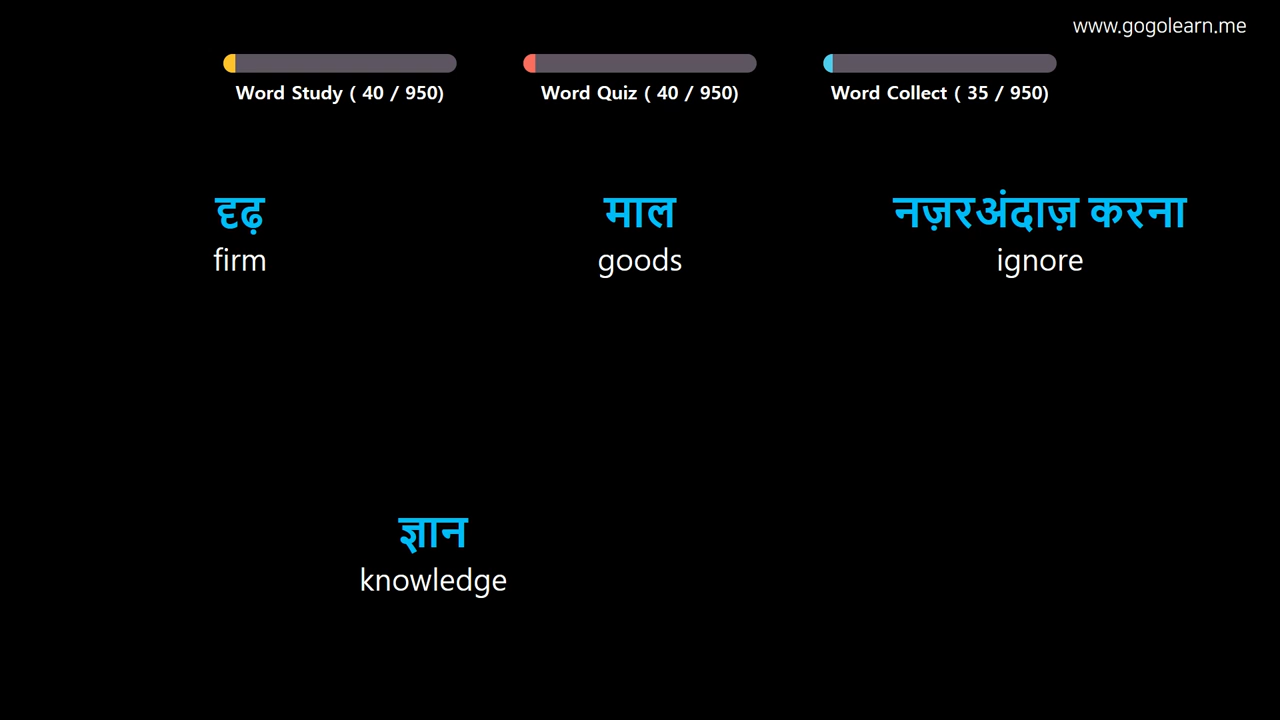 www.gogolearn.me
Word Study ( 40 / 950)
Word Quiz ( 40 / 950)
Word Collect ( 35 / 950)
दृढ़
firm
माल
goods
नज़रअंदाज़ करना
ignore
ज्ञान
knowledge